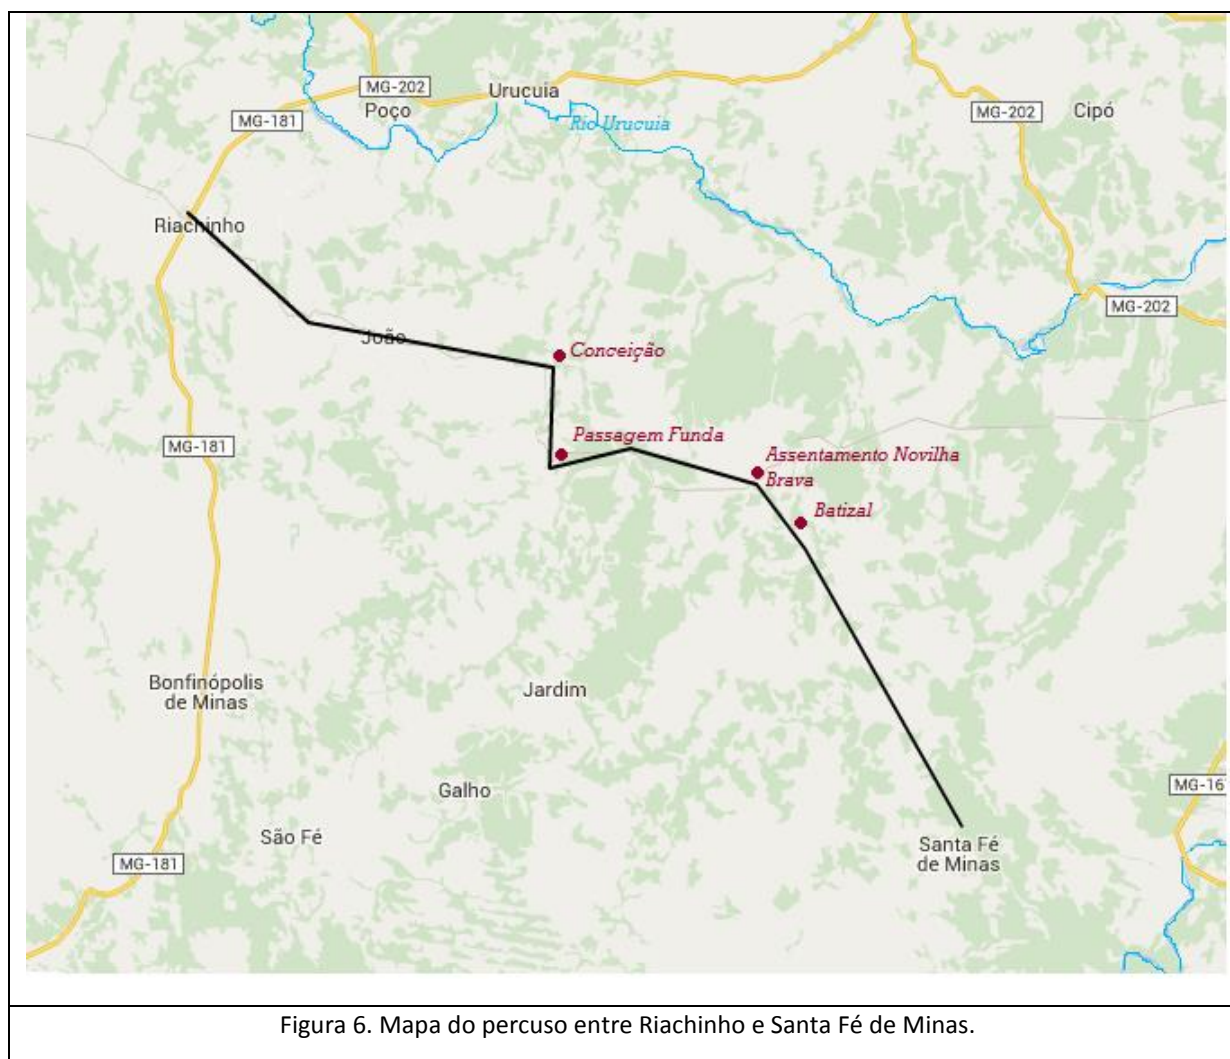 MG-202
Urucuia
Poço
MG-181
Rio Urucuia
MG-202
Cipó
Riachinho
MG-202
João
Conceição
MG-181
Passagem Funda
Assentamento Novilha
Brava
Batizal
Bonfinópolis
de Minas
Jardim
Galho
MG-16
São Fé
Santa Fé
de Minas
MG-181
Figura 6. Mapa do percuso entre Riachinho e Santa Fé de Minas.